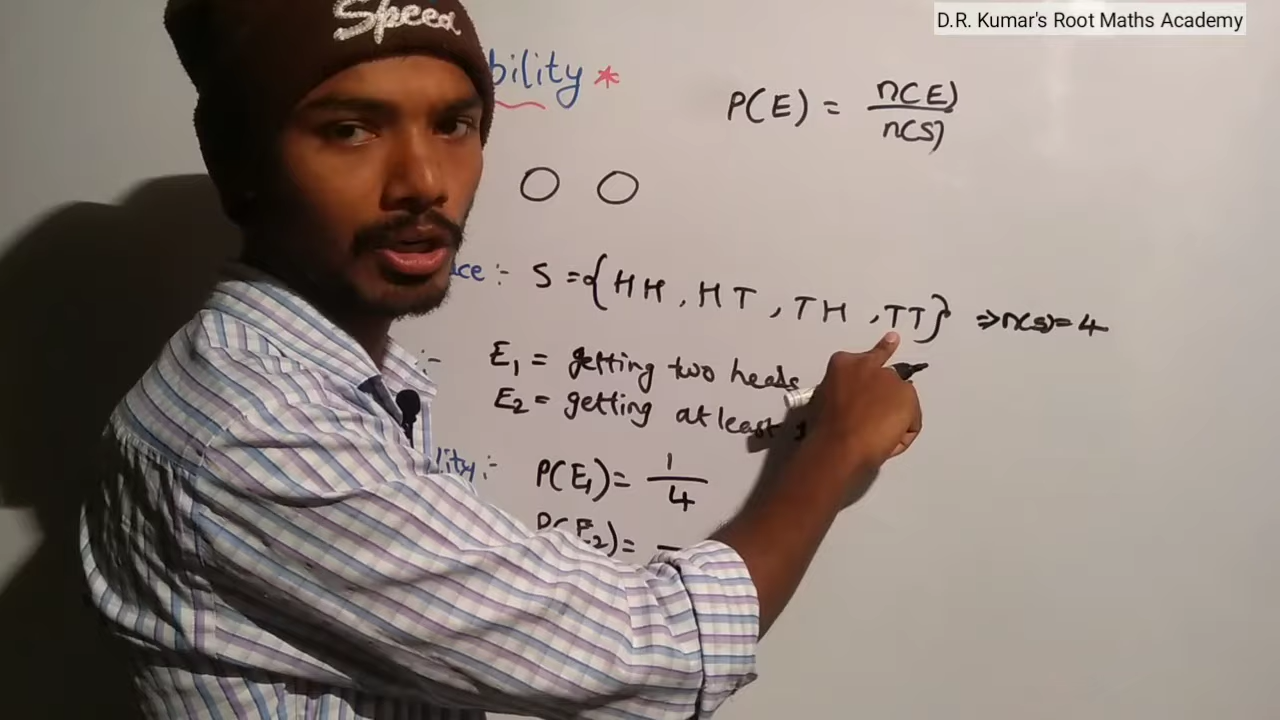 D.R. Kumar's Root Maths Academy
Speed
bility *
P(E) = n(E)/n(S)
ce :- S = {HH, HT, TH, TT} ⇒ n(S) = 4
:- E₁ = getting two heads
E₂ = getting at least
lity :- P(E₁) = 1/4
P(E₂) =